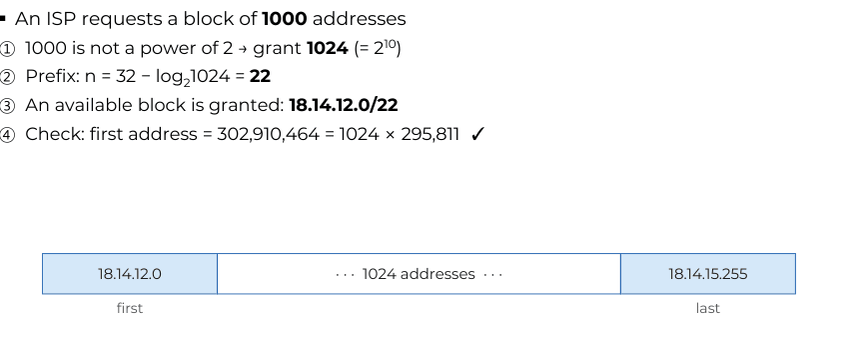 ▪ An ISP requests a block of 1000 addresses
① 1000 is not a power of 2 → grant 1024 (= 2¹⁰)
② Prefix: n = 32 − log₂1024 = 22
③ An available block is granted: 18.14.12.0/22
④ Check: first address = 302,910,464 = 1024 × 295,811 ✓
18.14.12.0 ··· 1024 addresses ··· 18.14.15.255
first last